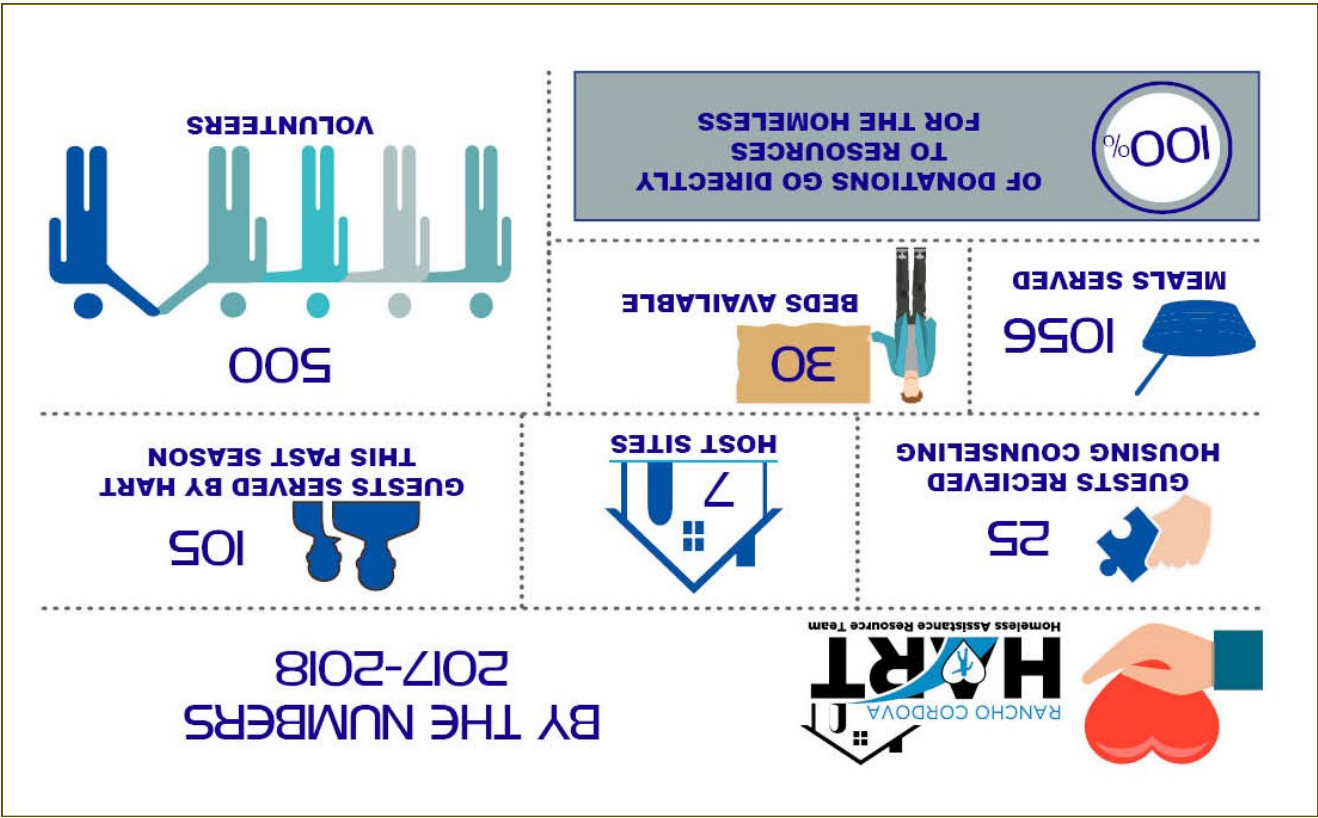 RANCHO CORDOVA
HART
Homeless Assistance Resource Team
BY THE NUMBERS
2017-2018
25
GUESTS RECIEVED
HOUSING COUNSELING
7
HOST SITES
105
GUESTS SERVED BY HART
THIS PAST SEASON
1056
MEALS SERVED
30
BEDS AVAILABLE
500
VOLUNTEERS
100%
OF DONATIONS GO DIRECTLY
TO RESOURCES
FOR THE HOMELESS